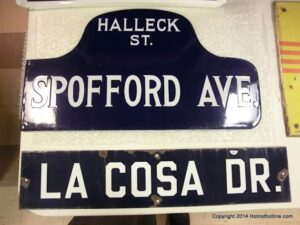 HALLECK
ST.
SPOFFORD AVE.
LA COSA DR.
Copyright 2014 Hotrodhotline.com